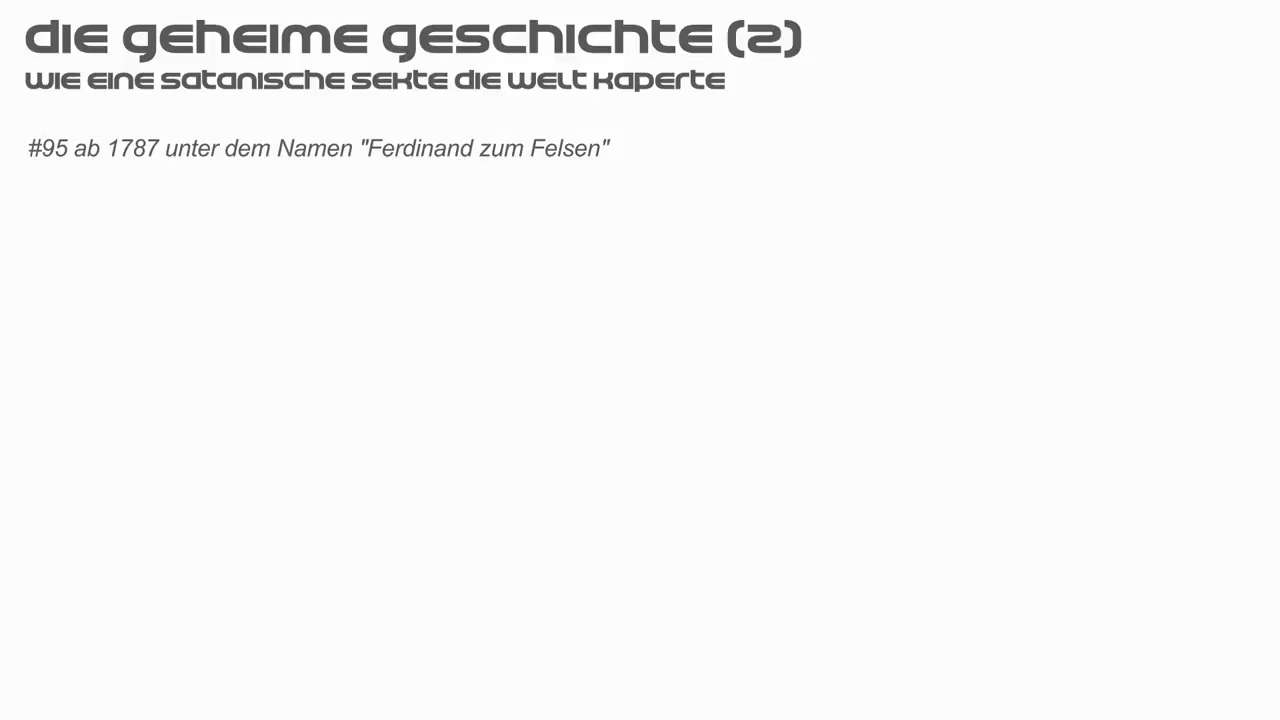 Die Geheime Geschichte (2)
Wie eine satanische Sekte die Welt kaperte
#95 ab 1787 unter dem Namen "Ferdinand zum Felsen"